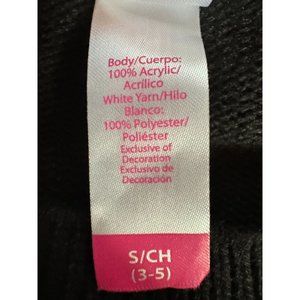 Body/Cuerpo:
100% Acrylic/
Acrílico
White Yarn/Hilo
Blanco:
100% Polyester/
Poliéster
Exclusive of
Decoration
Exclusivo de
Decoración
S/CH
(3-5)